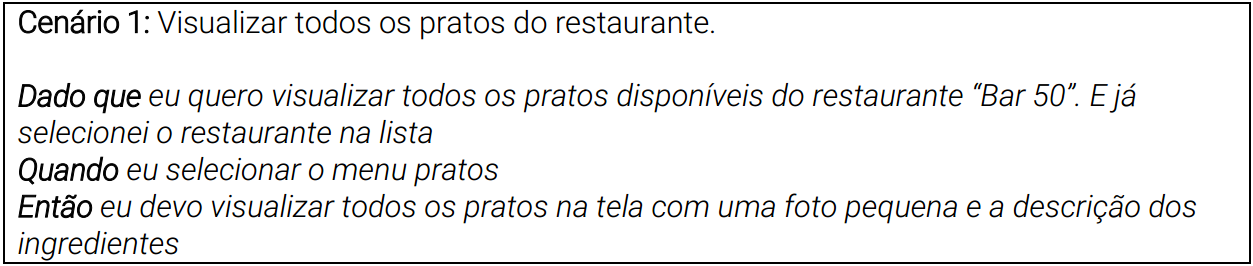 Cenário 1: Visualizar todos os pratos do restaurante.
Dado que eu quero visualizar todos os pratos disponíveis do restaurante “Bar 50”. E já
selecionei o restaurante na lista
Quando eu selecionar o menu pratos
Então eu devo visualizar todos os pratos na tela com uma foto pequena e a descrição dos
ingredientes